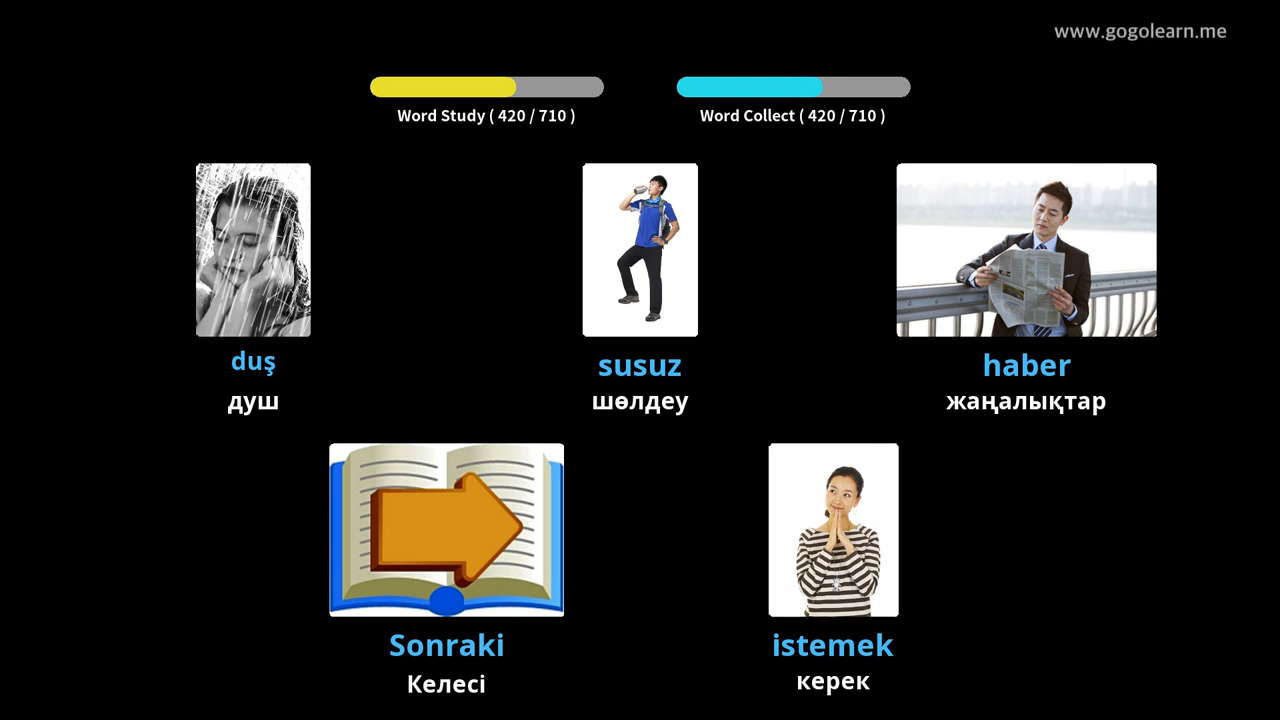 www.gogolearn.me
Word Study ( 420 / 710 )
Word Collect ( 420 / 710 )
duş
душ
susuz
шөлдеу
haber
жаңалықтар
Sonraki
Келесі
istemek
керек